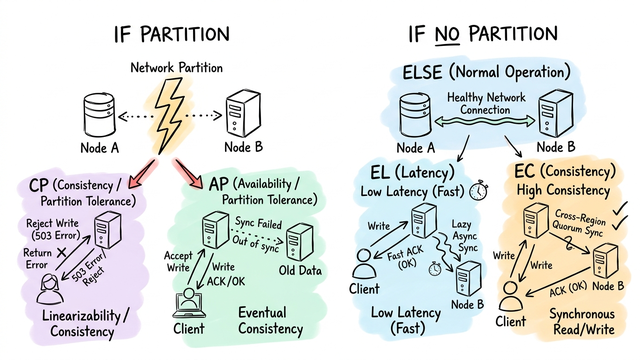 IF PARTITION
Network Partition
Node A
Node B
CP (Consistency /
Partition Tolerance)
Reject Write
(503 Error)
Return
Error
503 Error/
Reject
Linearizability /
Consistency
AP (Availability /
Partition Tolerance)
Sync Failed
Out of sync
Accept
Write
Write
ACK/OK
Old Data
Client
Eventual
Consistency
IF NO PARTITION
ELSE (Normal Operation)
Healthy Network
Connection
Node A
Node B
EL (Latency)
Low Latency (Fast)
Write
Fast ACK
(OK)
Lazy
Async
Sync
Client
Node B
Low Latency
(Fast)
EC (Consistency)
High Consistency
Cross-Region
Quorum Sync
Write
Write
Node B
ACK (OK)
Client
Synchronous
Read/Write